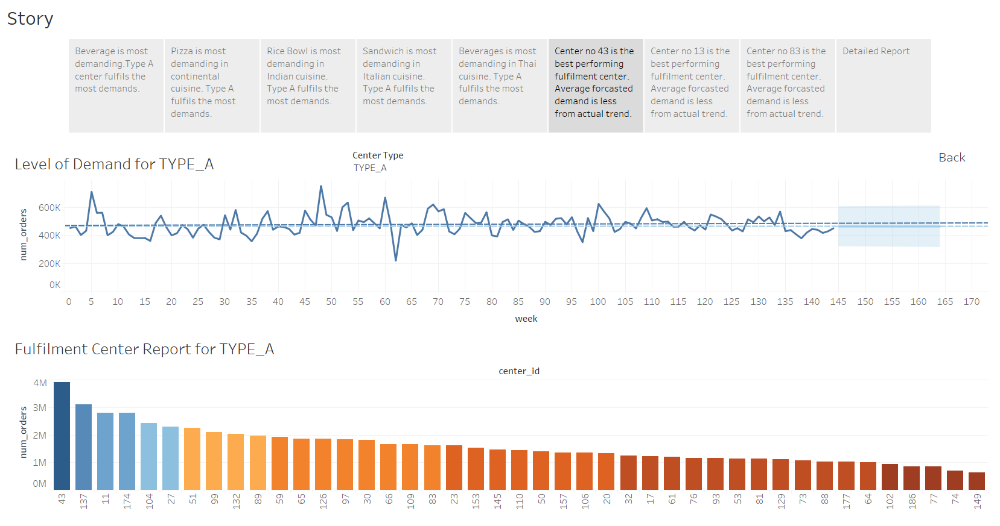 Story
Beverage is most
demanding.Type A
center fulfils the
most demands.
Pizza is most
demanding in
continental
cuisine. Type A
fulfils the most
demands.
Rice Bowl is most
demanding in
Indian cuisine.
Type A fulfils the
most demands.
Sandwich is most
demanding in
Italian cuisine.
Type A fulfils the
most demands.
Beverages is most
demanding in Thai
cuisine. Type A
fulfils the most
demands.
Center no 43 is the
best performing
fulfilment center.
Average forcasted
demand is less
from actual trend.
Center no 13 is the
best performing
fulfilment center.
Average forcasted
demand is less
from actual trend.
Center no 83 is the
best performing
fulfilment center.
Average forcasted
demand is less
from actual trend.
Detailed Report
Level of Demand for TYPE_A
Center Type
TYPE_A
Back
num_orders
600K
400K
200K
0K
0 5 10 15 20 25 30 35 40 45 50 55 60 65 70 75 80 85 90 95 100 105 110 115 120 125 130 135 140 145 150 155 160 165 170
week
Fulfilment Center Report for TYPE_A
center_id
num_orders
4M
3M
2M
1M
0M
43 137 11 174 104 27 51 99 132 89 59 65 126 97 30 66 109 83 23 153 145 110 50 157 106 20 32 17 61 76 93 53 81 129 73 88 177 64 102 186 77 74 149